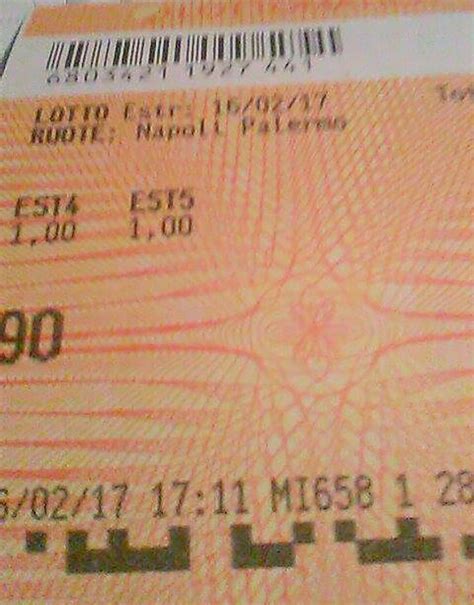 6803421 1927 441
LOTTO Estr: 16/02/17
RUOTE: Napoli Palermo
EST4 EST5
1,00 1,00
90
6/02/17 17:11 MI658 1 28